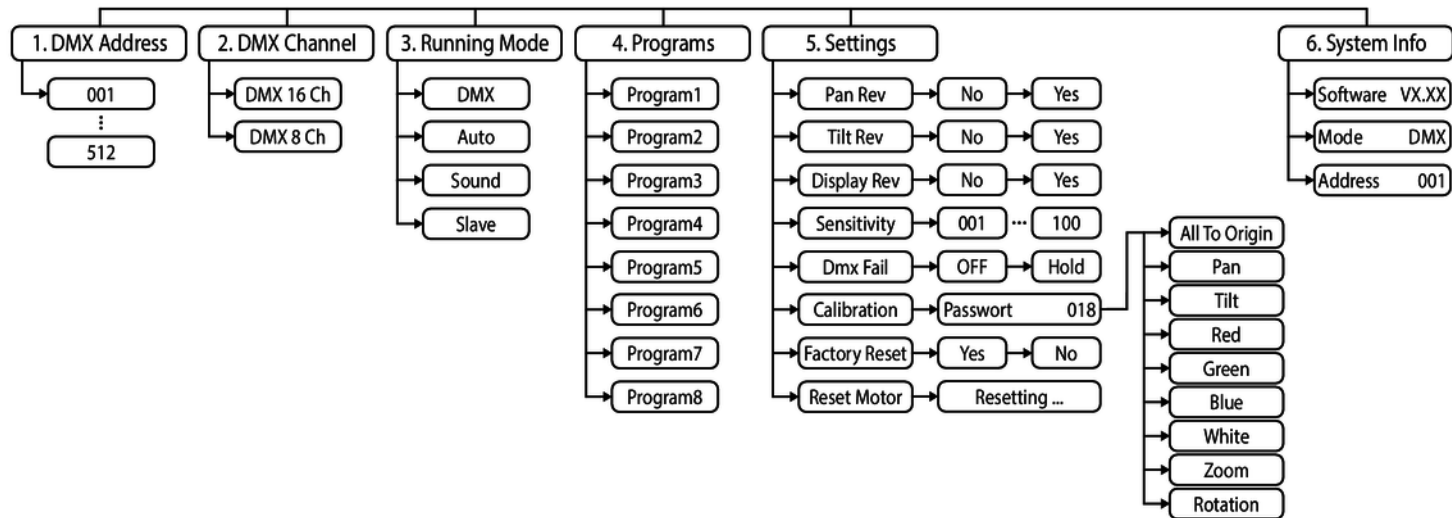 1. DMX Address
2. DMX Channel
3. Running Mode
4. Programs
5. Settings
6. System Info
001
⋮
512
DMX 16 Ch
DMX 8 Ch
DMX
Auto
Sound
Slave
Program1
Program2
Program3
Program4
Program5
Program6
Program7
Program8
Pan Rev No Yes
Tilt Rev No Yes
Display Rev No Yes
Sensitivity 001 ... 100
Dmx Fail OFF Hold
Calibration Passwort 018
Factory Reset Yes No
Reset Motor Resetting ...
All To Origin
Pan
Tilt
Red
Green
Blue
White
Zoom
Rotation
Software VX.XX
Mode DMX
Address 001